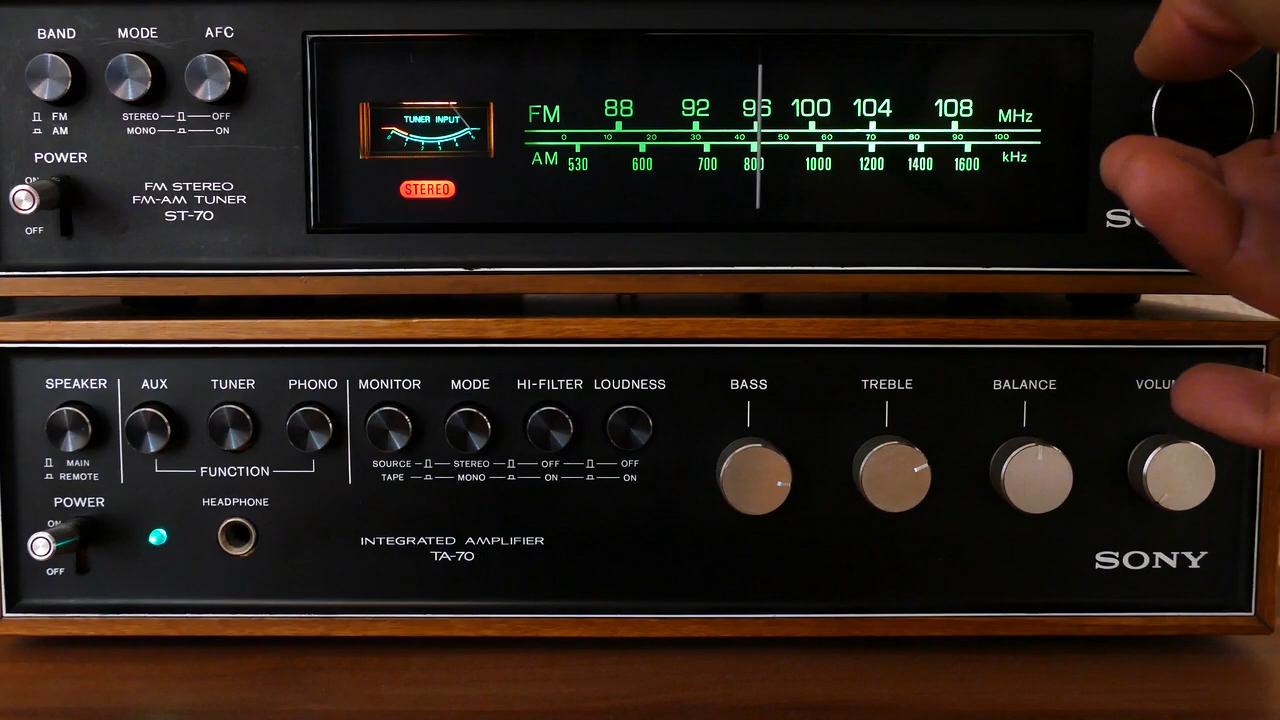 BAND MODE AFC
TUNER INPUT
FM 88 92 96 100 104 108 MHz
0 10 20 30 40 50 60 70 80 90 100
AM 530 600 700 800 1000 1200 1400 1600 kHz
STEREO
FM STEREO OFF
AM MONO ON
POWER
ON
OFF
FM STEREO
FM-AM TUNER
ST-70
SPEAKER AUX TUNER PHONO MONITOR MODE HI-FILTER LOUDNESS BASS TREBLE BALANCE
MAIN SOURCE STEREO OFF OFF
REMOTE FUNCTION TAPE MONO ON ON
POWER HEADPHONE
ON
OFF
INTEGRATED AMPLIFIER
TA-70
SONY